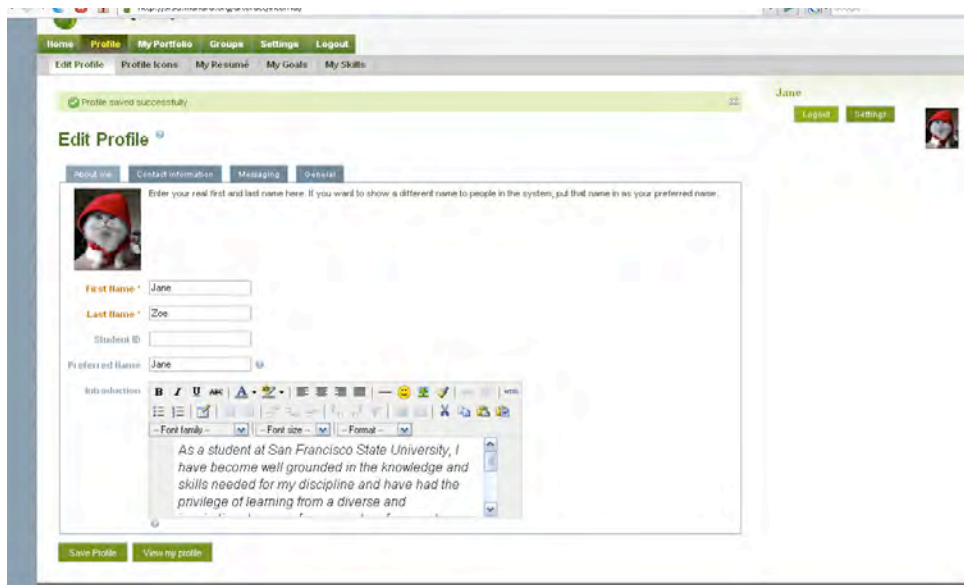 Home Profile My Portfolio Groups Settings Logout
Edit Profile Profile Icons My Resumé My Goals My Skills
Profile saved successfully
Jane
Logout Settings
Edit Profile
About me Contact information Messaging General
Enter your real first and last name here. If you want to show a different name to people in the system, put that name in as your preferred name.
First Name * Jane
Last Name * Zoe
Student ID
Preferred Name Jane
Introduction
B I U ABC A HTML
-- Font family -- -- Font size -- -- Format --
As a student at San Francisco State University, I
have become well grounded in the knowledge and
skills needed for my discipline and have had the
privilege of learning from a diverse and
Save Profile View my profile